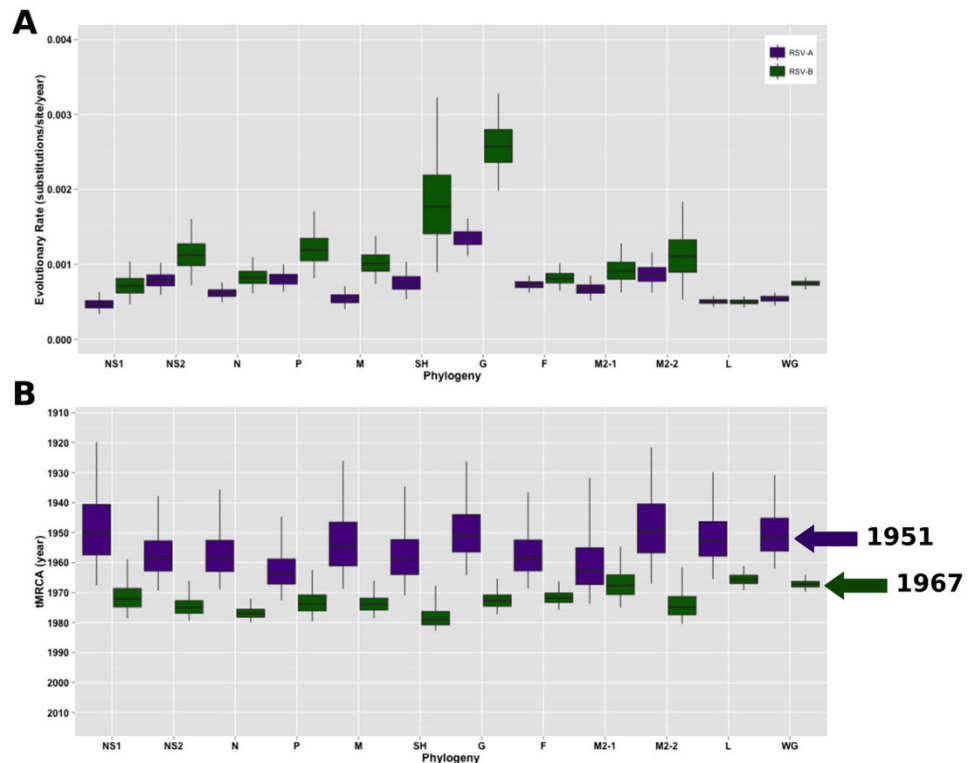 A
0.004
0.003
0.002
0.001
0.000
Evolutionary Rate (substitutions/site/year)
RSV-A
RSV-B
NS1 NS2 N P M SH G F M2-1 M2-2 L WG
Phylogeny
B
1910
1920
1930
1940
1950
1960
1970
1980
1990
2000
2010
tMRCA (year)
1951
1967
NS1 NS2 N P M SH G F M2-1 M2-2 L WG
Phylogeny